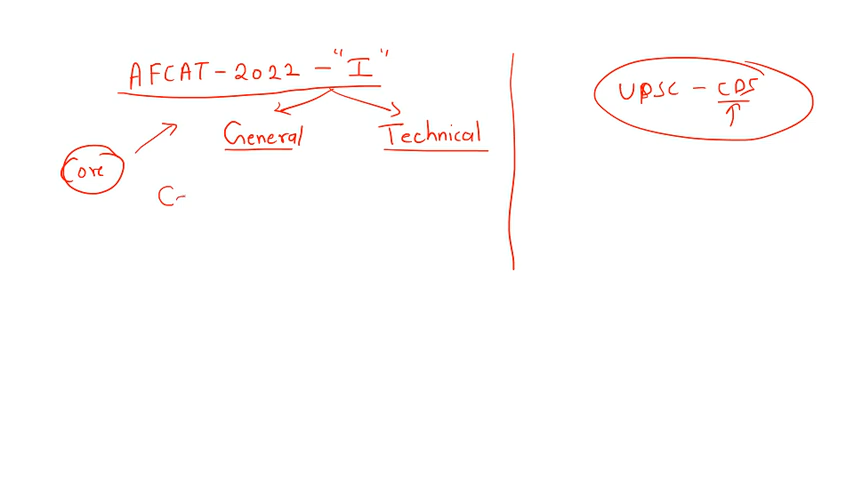 AFCAT - 2022 - "I"
General Technical
Core
C-
UPSC - CDS